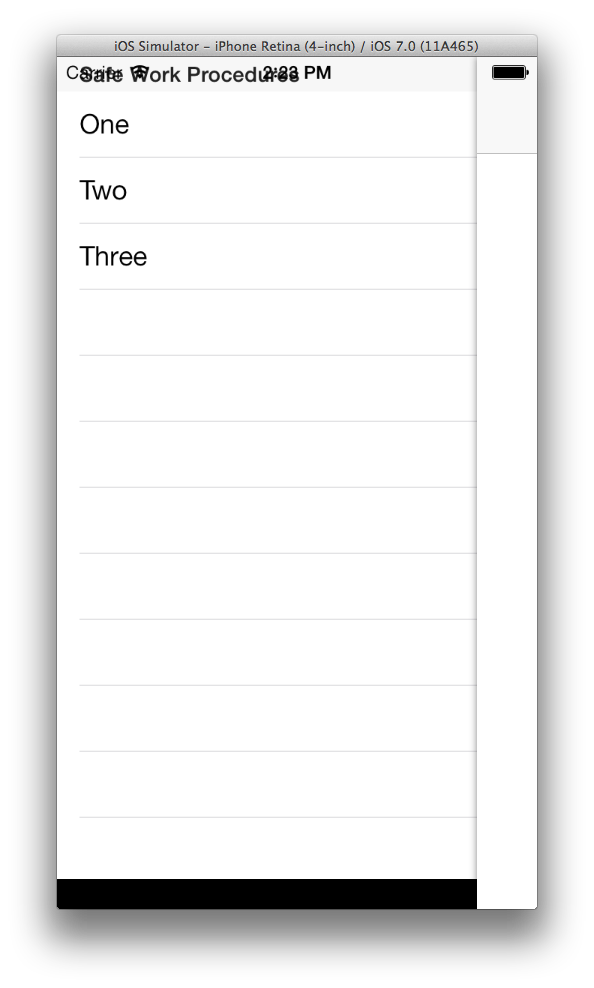 iOS Simulator – iPhone Retina (4-inch) / iOS 7.0 (11A465)
Carrier 2:23 PM
Safe Work Procedures
One
Two
Three